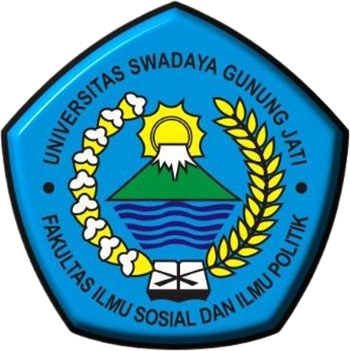 UNIVERSITAS SWADAYA GUNUNG JATI
FAKULTAS ILMU SOSIAL DAN ILMU POLITIK